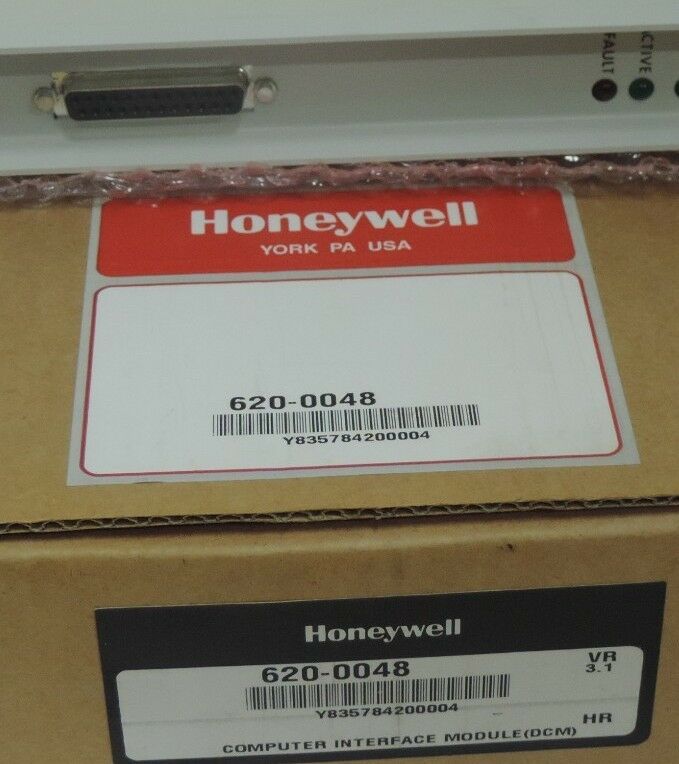 FAULT
ACTIVE
Honeywell
YORK PA USA
620-0048
Y835784200004
Honeywell
620-0048
VR
3.1
Y835784200004
HR
COMPUTER INTERFACE MODULE(DCM)